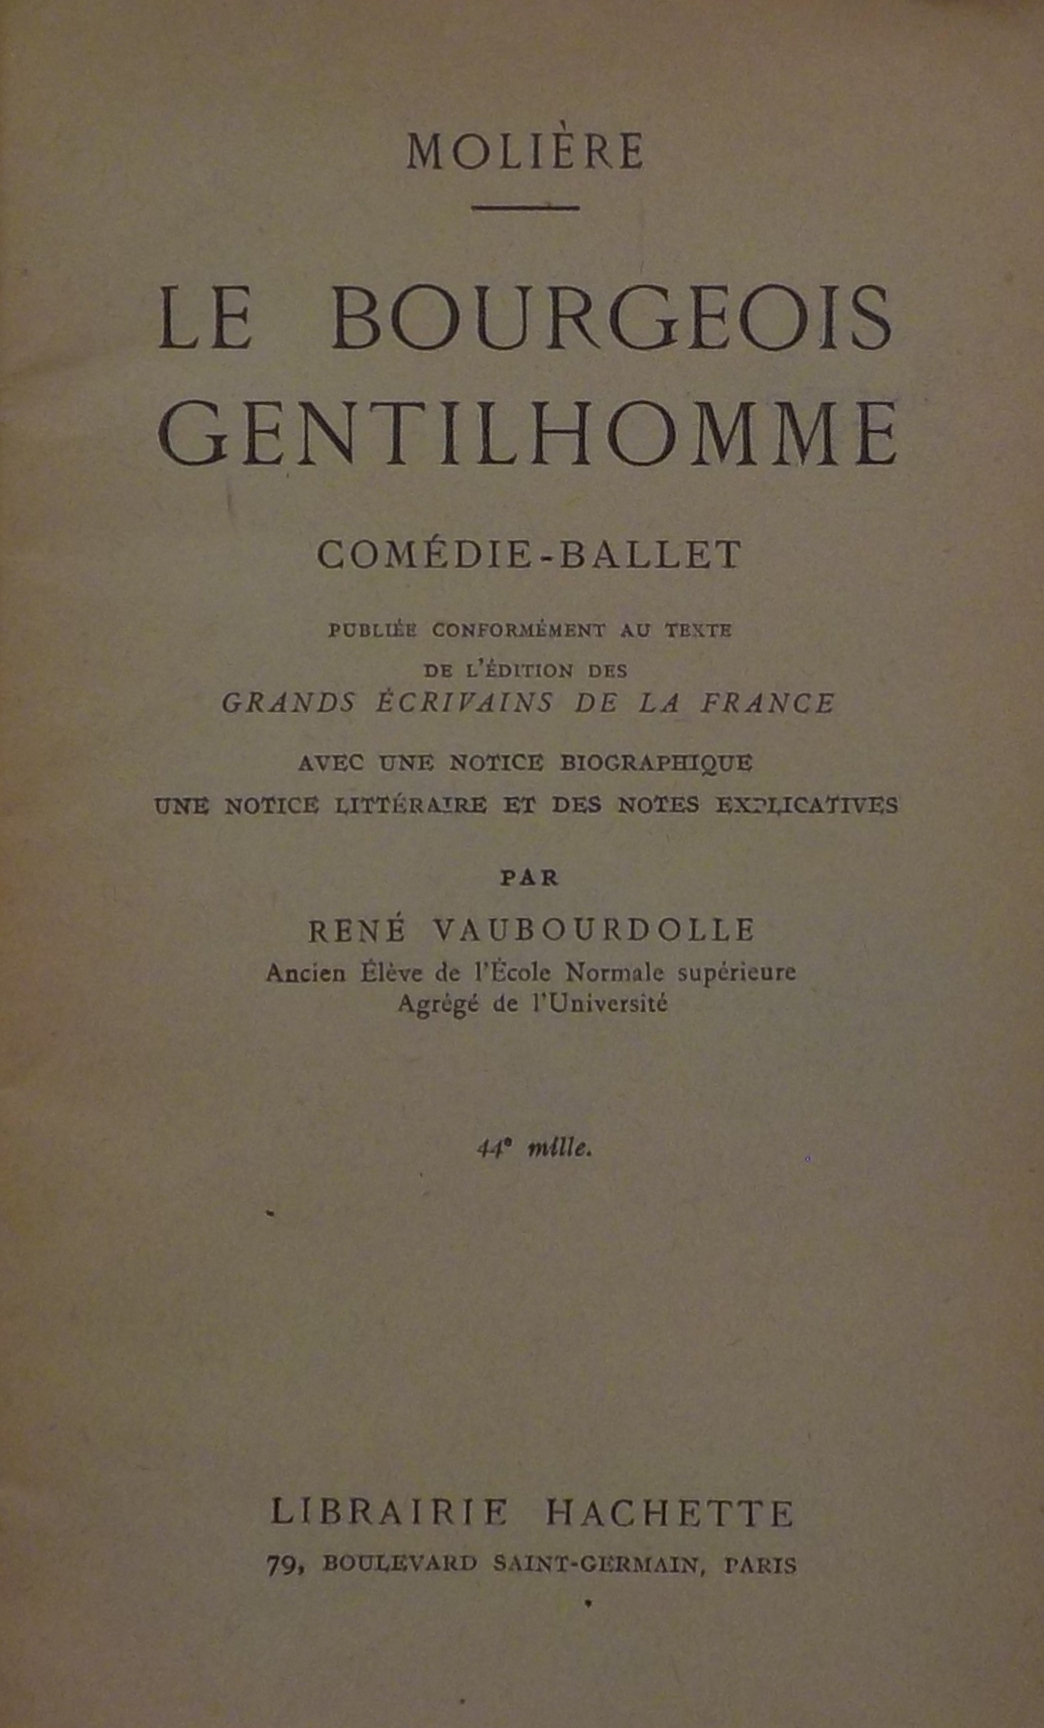 MOLIÈRE
LE BOURGEOIS
GENTILHOMME
COMÉDIE-BALLET
PUBLIÉE CONFORMÉMENT AU TEXTE
DE L'ÉDITION DES
GRANDS ÉCRIVAINS DE LA FRANCE
AVEC UNE NOTICE BIOGRAPHIQUE
UNE NOTICE LITTÉRAIRE ET DES NOTES EXPLICATIVES
PAR
RENÉ VAUBOURDOLLE
Ancien Élève de l'École Normale supérieure
Agrégé de l'Université
44e mille.
LIBRAIRIE HACHETTE
79, BOULEVARD SAINT-GERMAIN, PARIS